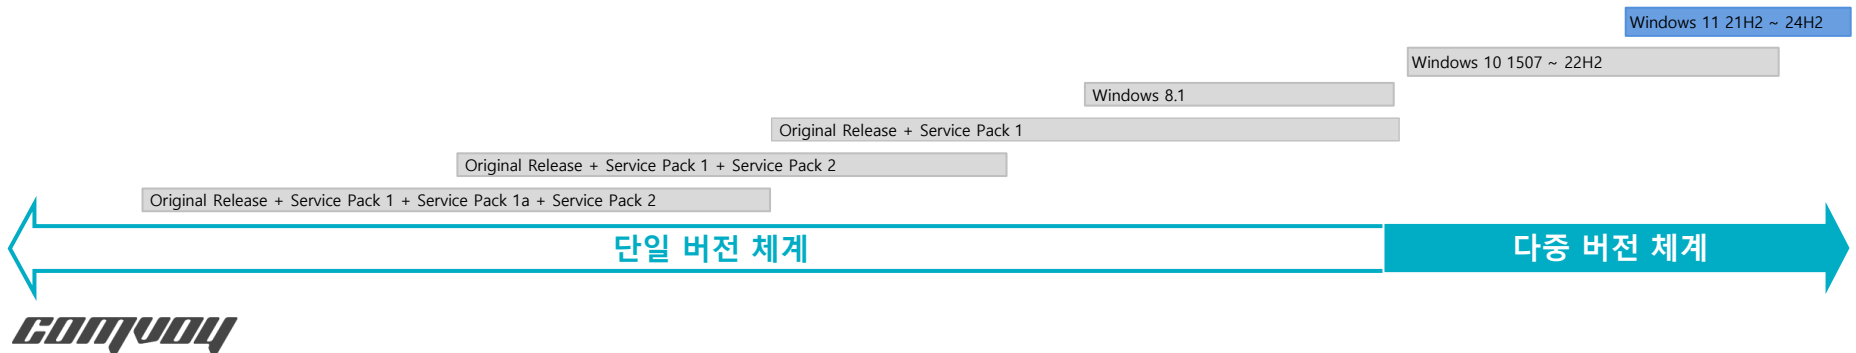 Windows 11 21H2 ~ 24H2
Windows 10 1507 ~ 22H2
Windows 8.1
Original Release + Service Pack 1
Original Release + Service Pack 1 + Service Pack 2
Original Release + Service Pack 1 + Service Pack 1a + Service Pack 2
단일 버전 체계
다중 버전 체계
COMVOY